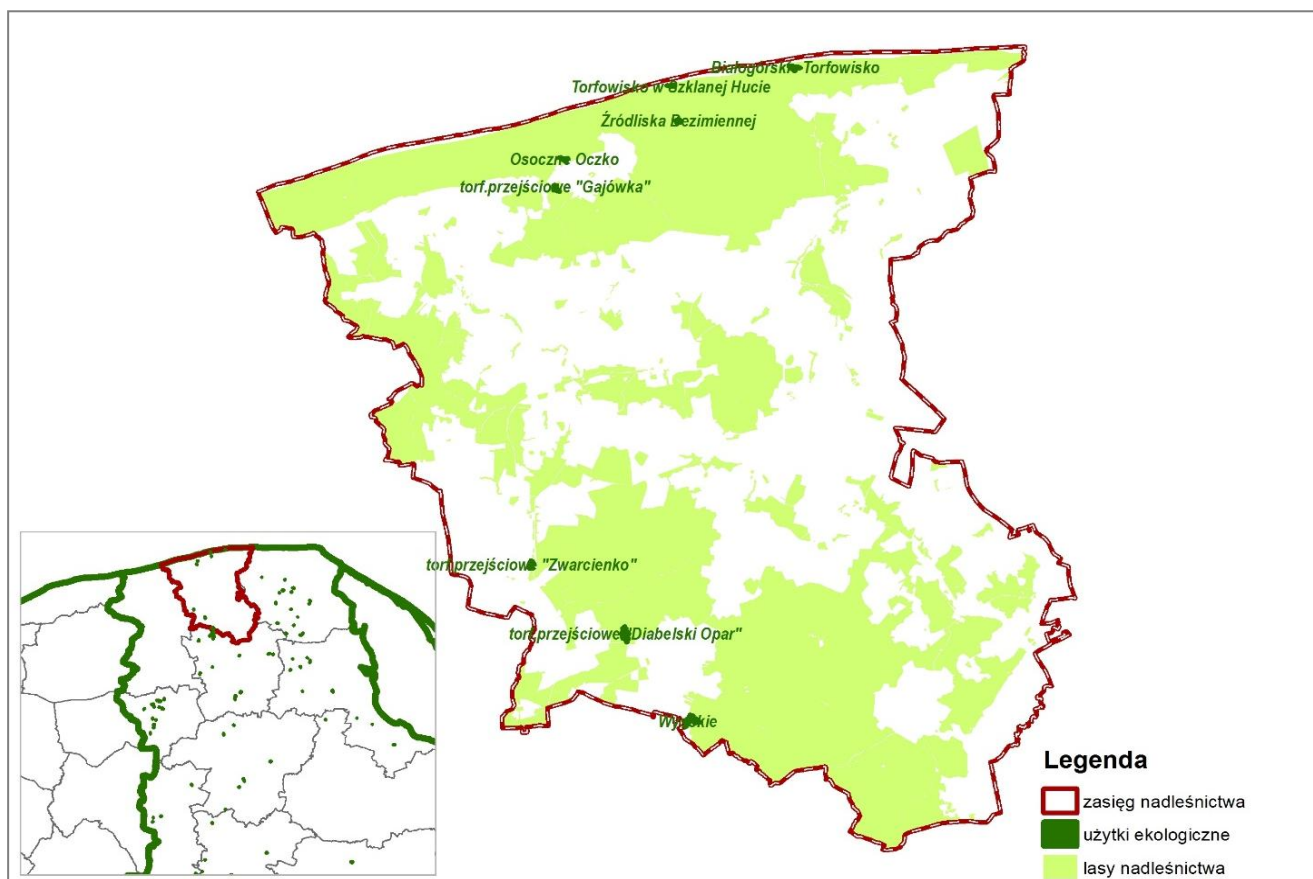 Białogórskie Torfowisko
Torfowisko w Szklanej Hucie
Źródliska Bezimiennej
Osoczne Oczko
torf.przejściowe "Gajówka"
torf.przejściowe "Zwarcienko"
torf.przejściowe "Diabelski Opar"
Legenda
zasięg nadleśnictwa
użytki ekologiczne
lasy nadleśnictwa